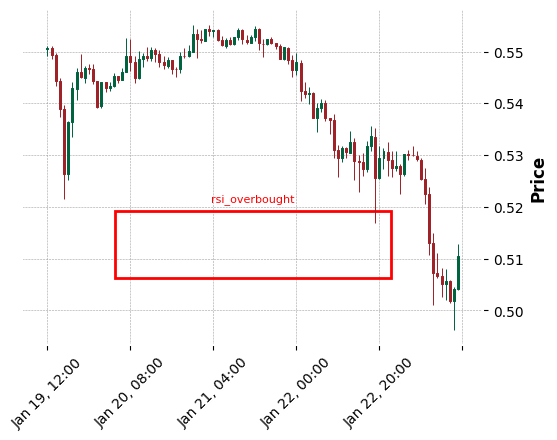 0.55
0.54
0.53
0.52
0.51
0.50
Price
rsi_overbought
Jan 19, 12:00
Jan 20, 08:00
Jan 21, 04:00
Jan 22, 00:00
Jan 22, 20:00